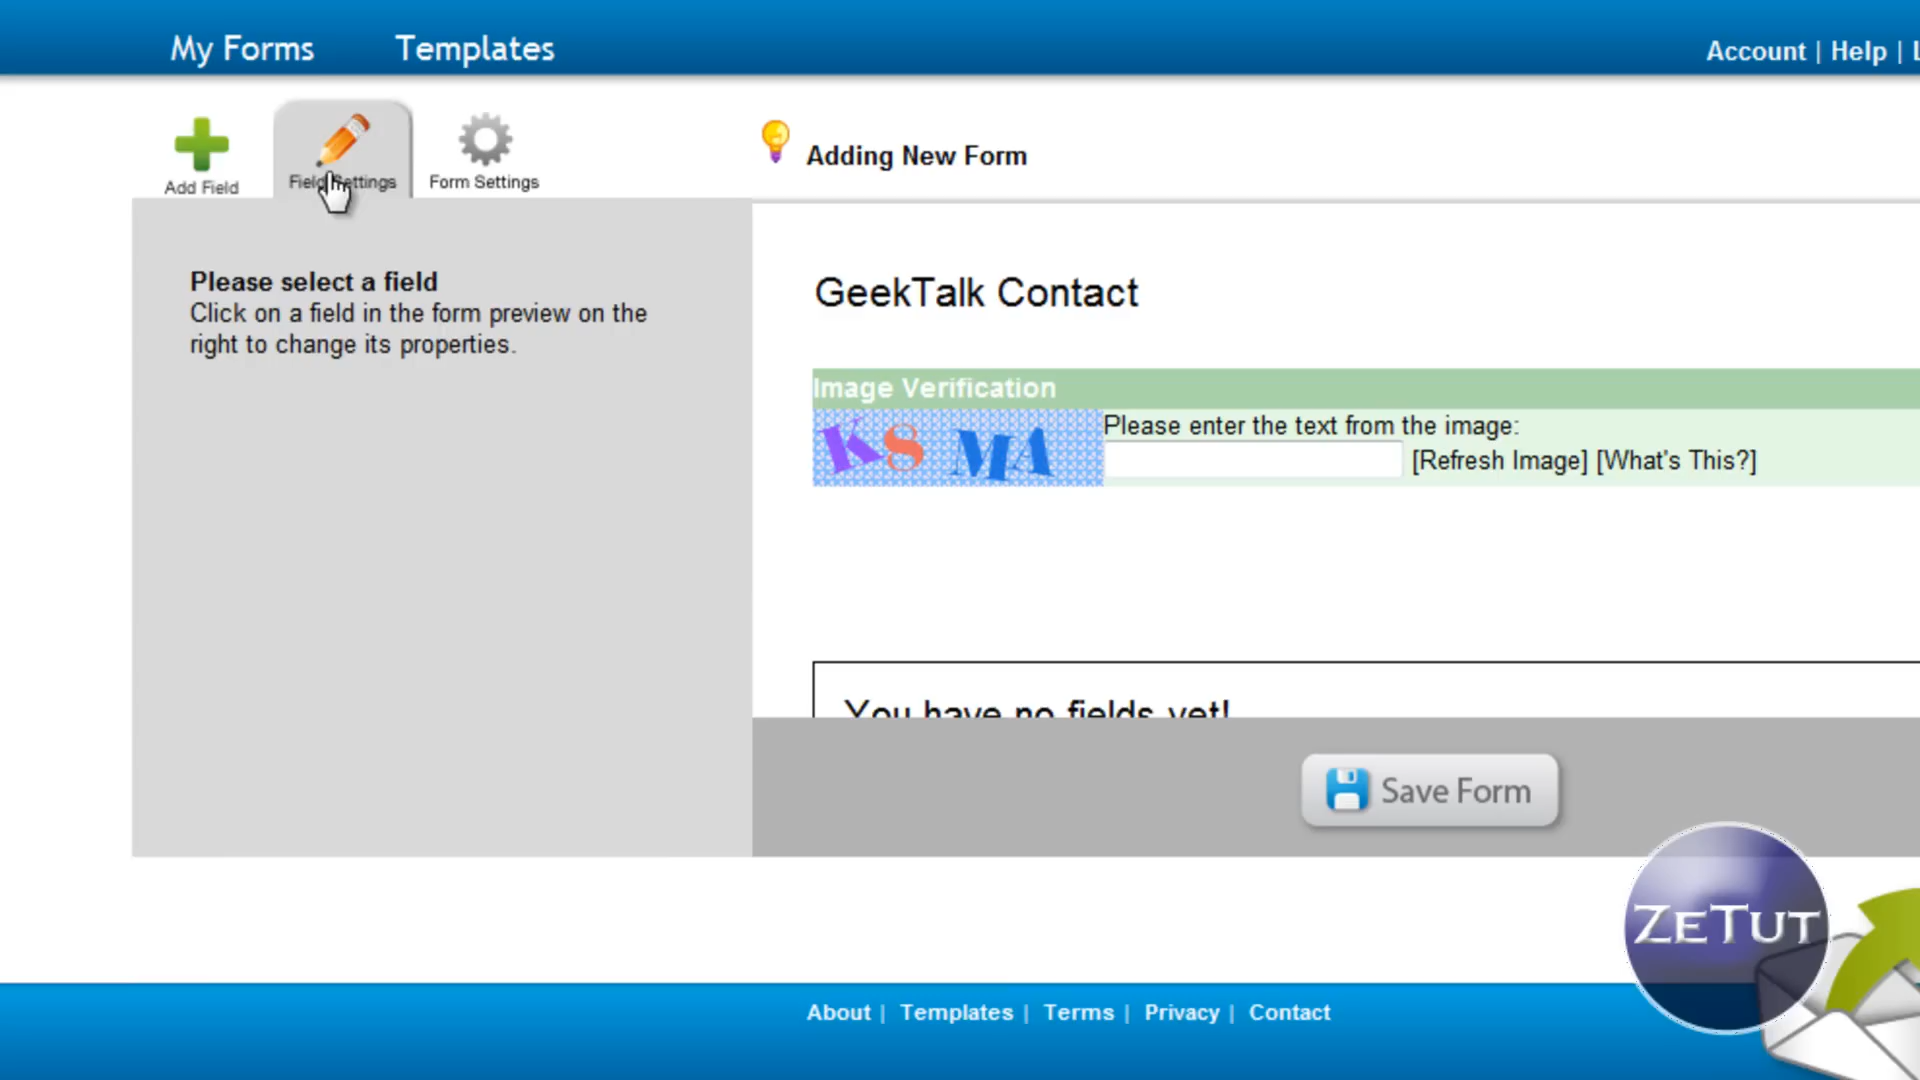 My Forms
Templates
Account | Help |
Add Field
Field Settings
Form Settings
Adding New Form
Please select a field
Click on a field in the form preview on the
right to change its properties.
GeekTalk Contact
Image Verification
K8 MA
Please enter the text from the image:
[Refresh Image] [What's This?]
You have no fields yet!
Save Form
ZeTut
About | Templates | Terms | Privacy | Contact